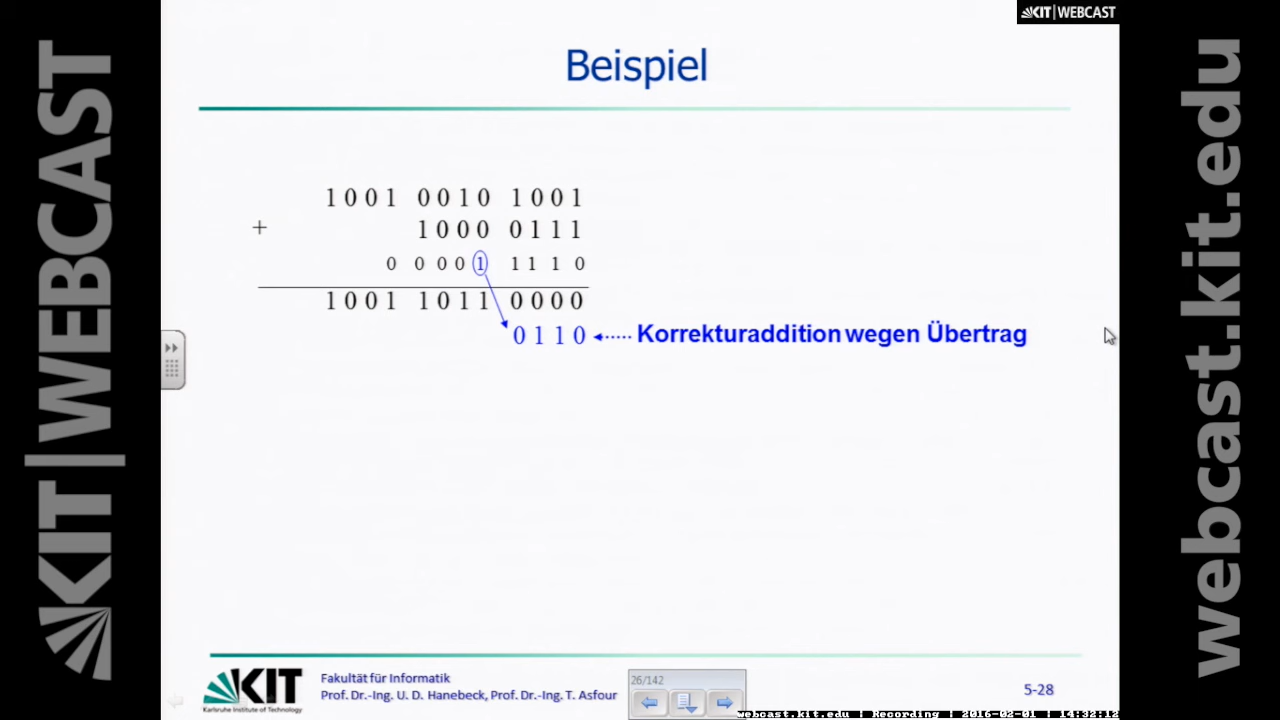 KIT|WEBCAST
Beispiel
1001 0010 1001
+ 1000 0111
0 0001 1110
1001 1011 0000
0110 Korrekturaddition wegen Übertrag
KIT
Karlsruhe Institute of Technology
Fakultät für Informatik
Prof. Dr.-Ing. U. D. Hanebeck, Prof. Dr.-Ing. T. Asfour
26/142
5-28
webcast.kit.edu | Recording | 2016-02-01 | 14:32:12
KIT|WEBCAST
webcast.kit.edu